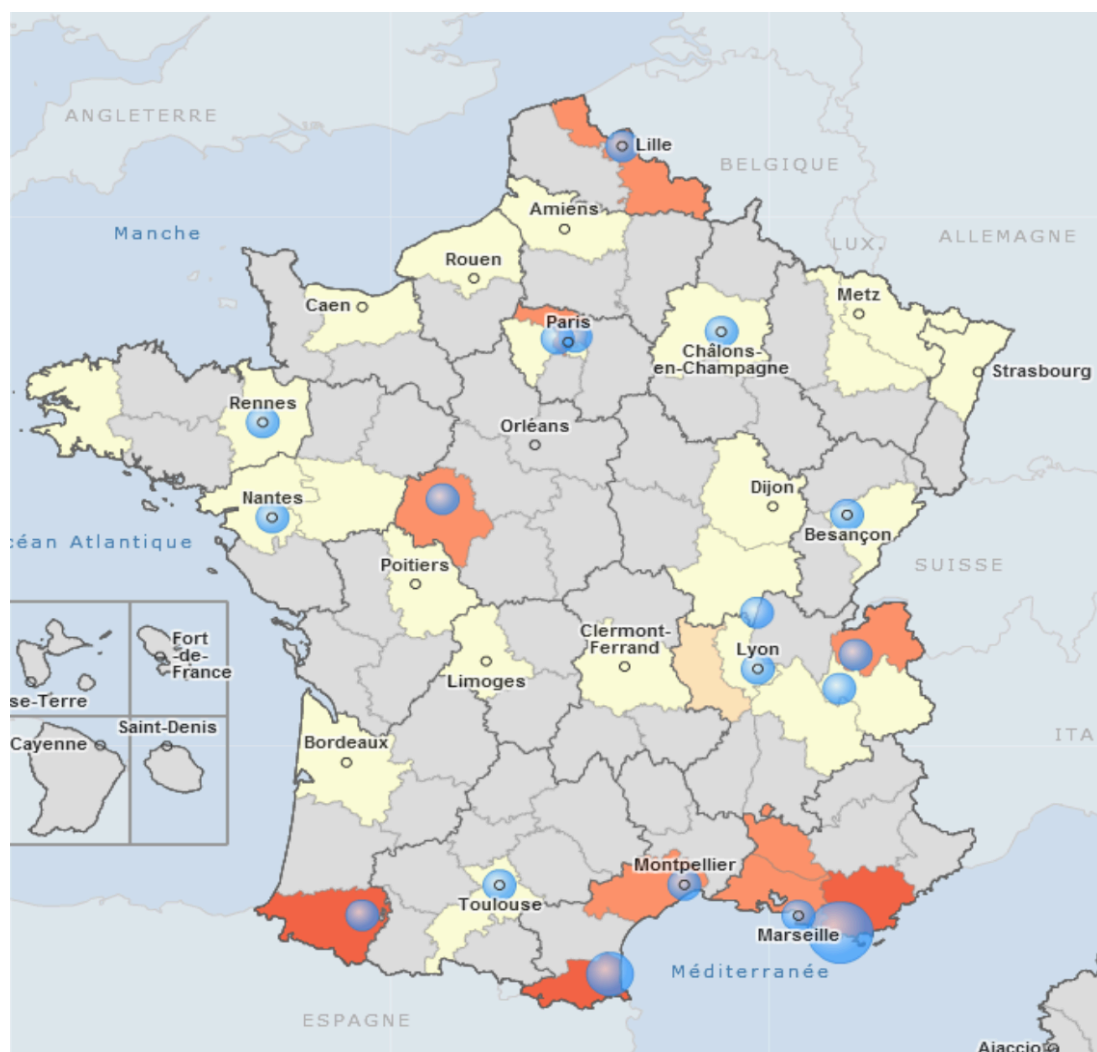 ANGLETERRE
Lille
BELGIQUE
Amiens
Manche
LUX.
ALLEMAGNE
Rouen
Metz
Caen
Paris
Châlons-
en-Champagne
Strasbourg
Rennes
Orléans
Dijon
Nantes
Besançon
céan Atlantique
SUISSE
Poitiers
Clermont-
Ferrand
Lyon
Limoges
Fort
-de-
France
se-Terre
Saint-Denis
Cayenne
Bordeaux
ITA
Montpellier
Toulouse
Marseille
Méditerranée
ESPAGNE
Ajaccio